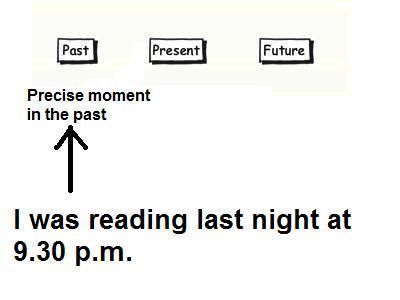 Past Present Future
Precise moment
in the past
I was reading last night at
9.30 p.m.